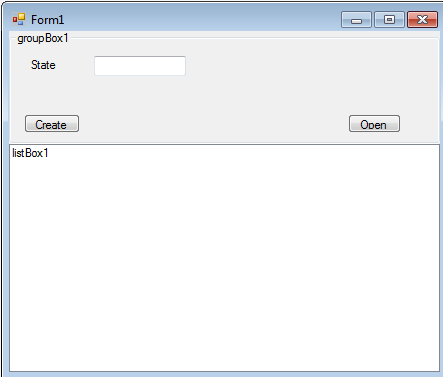 Form1
groupBox1
State
Create
Open
listBox1